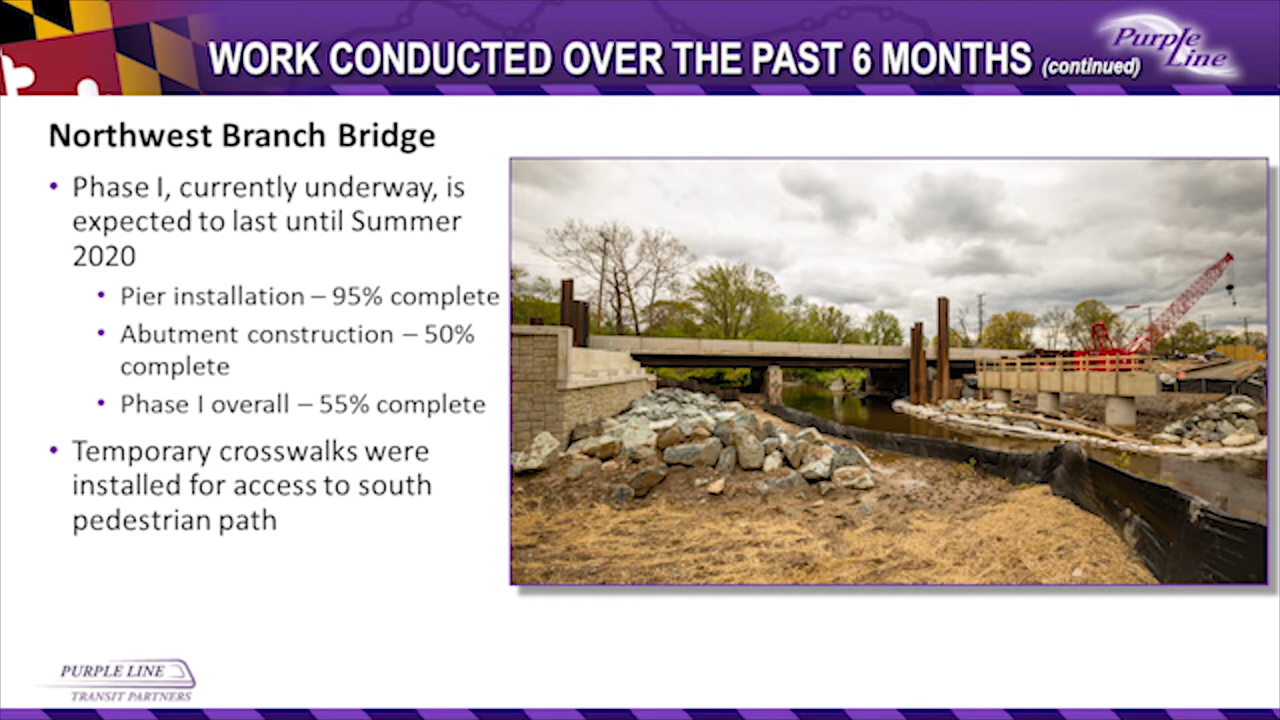 WORK CONDUCTED OVER THE PAST 6 MONTHS (continued)
Purple
Line
Northwest Branch Bridge
• Phase I, currently underway, is
expected to last until Summer
2020
• Pier installation – 95% complete
• Abutment construction – 50%
complete
• Phase I overall – 55% complete
• Temporary crosswalks were
installed for access to south
pedestrian path
PURPLE LINE
TRANSIT PARTNERS